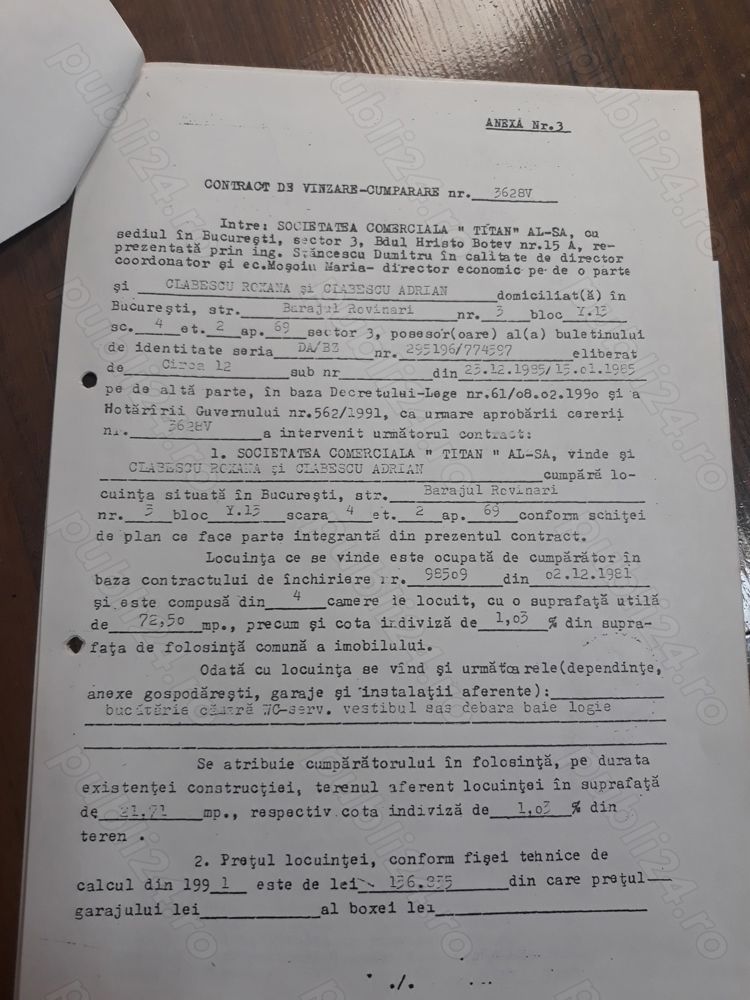 ANEXĂ Nr.3
CONTRACT DE VINZARE-CUMPARARE nr. 3628V
Intre: SOCIETATEA COMERCIALA " TITAN" AL-SA, cu
sediul în Bucureşti, sector 3, Bdul Hristo Botev nr.15 A, re-
prezentată prin ing. Stăncescu Dumitru în calitate de director
coordonator şi ec.Moşoiu Maria- director economic pe de o parte
şi CLABESCU ROXANA şi CLABESCU ADRIAN domiciliat(ă) în
Bucureşti, str. Barajul Rovinari nr. 3 bloc Y.13
sc. 4 et. 2 ap. 69 sector 3, posesor(oare) al(a) buletinului
de identitate seria DA/BZ nr. 295196/774597 eliberat
de Circa 12 sub nr din 23.12.1985/15.01.1985
pe de altă parte, în baza Decretului-Lege nr.61/08.02.1990 şi a
Hotărîrii Guvernului nr.562/1991, ca urmare aprobării cererii
nr. 3628V a intervenit următorul contract:
1. SOCIETATEA COMERCIALA " TITAN " AL-SA, vinde şi
CLABESCU ROXANA şi CLABESCU ADRIAN cumpără lo-
cuinţa situată în Bucureşti, str. Barajul Rovinari
nr. 3 bloc Y.13 scara 4 et. 2 ap. 69 conform schiţei
de plan ce face parte integrantă din prezentul contract.
Locuinţa ce se vinde este ocupată de cumpărător în
baza contractului de închiriere nr. 98509 din 02.12.1981
şi este compusă din 4 camere de locuit, cu o suprafaţă utilă
de 72,50 mp., precum şi cota indiviză de 1,03 % din supra-
faţa de folosinţă comună a imobilului.
Odată cu locuinţa se vînd şi următoarele(dependinţe,
anexe gospodăreşti, garaje şi instalaţii aferente):
bucătărie cămară WC-serv. vestibul sas debara baie logie
Se atribuie cumpărătorului în folosinţă, pe durata
existenţei construcţiei, terenul aferent locuinţei în suprafaţă
de 21,71 mp., respectiv cota indiviză de 1,03 % din
teren .
2. Preţul locuinţei, conform fişei tehnice de
calcul din 199 1 este de lei 136.835 din care preţul
garajului lei al boxei lei
./.
publi24.ro